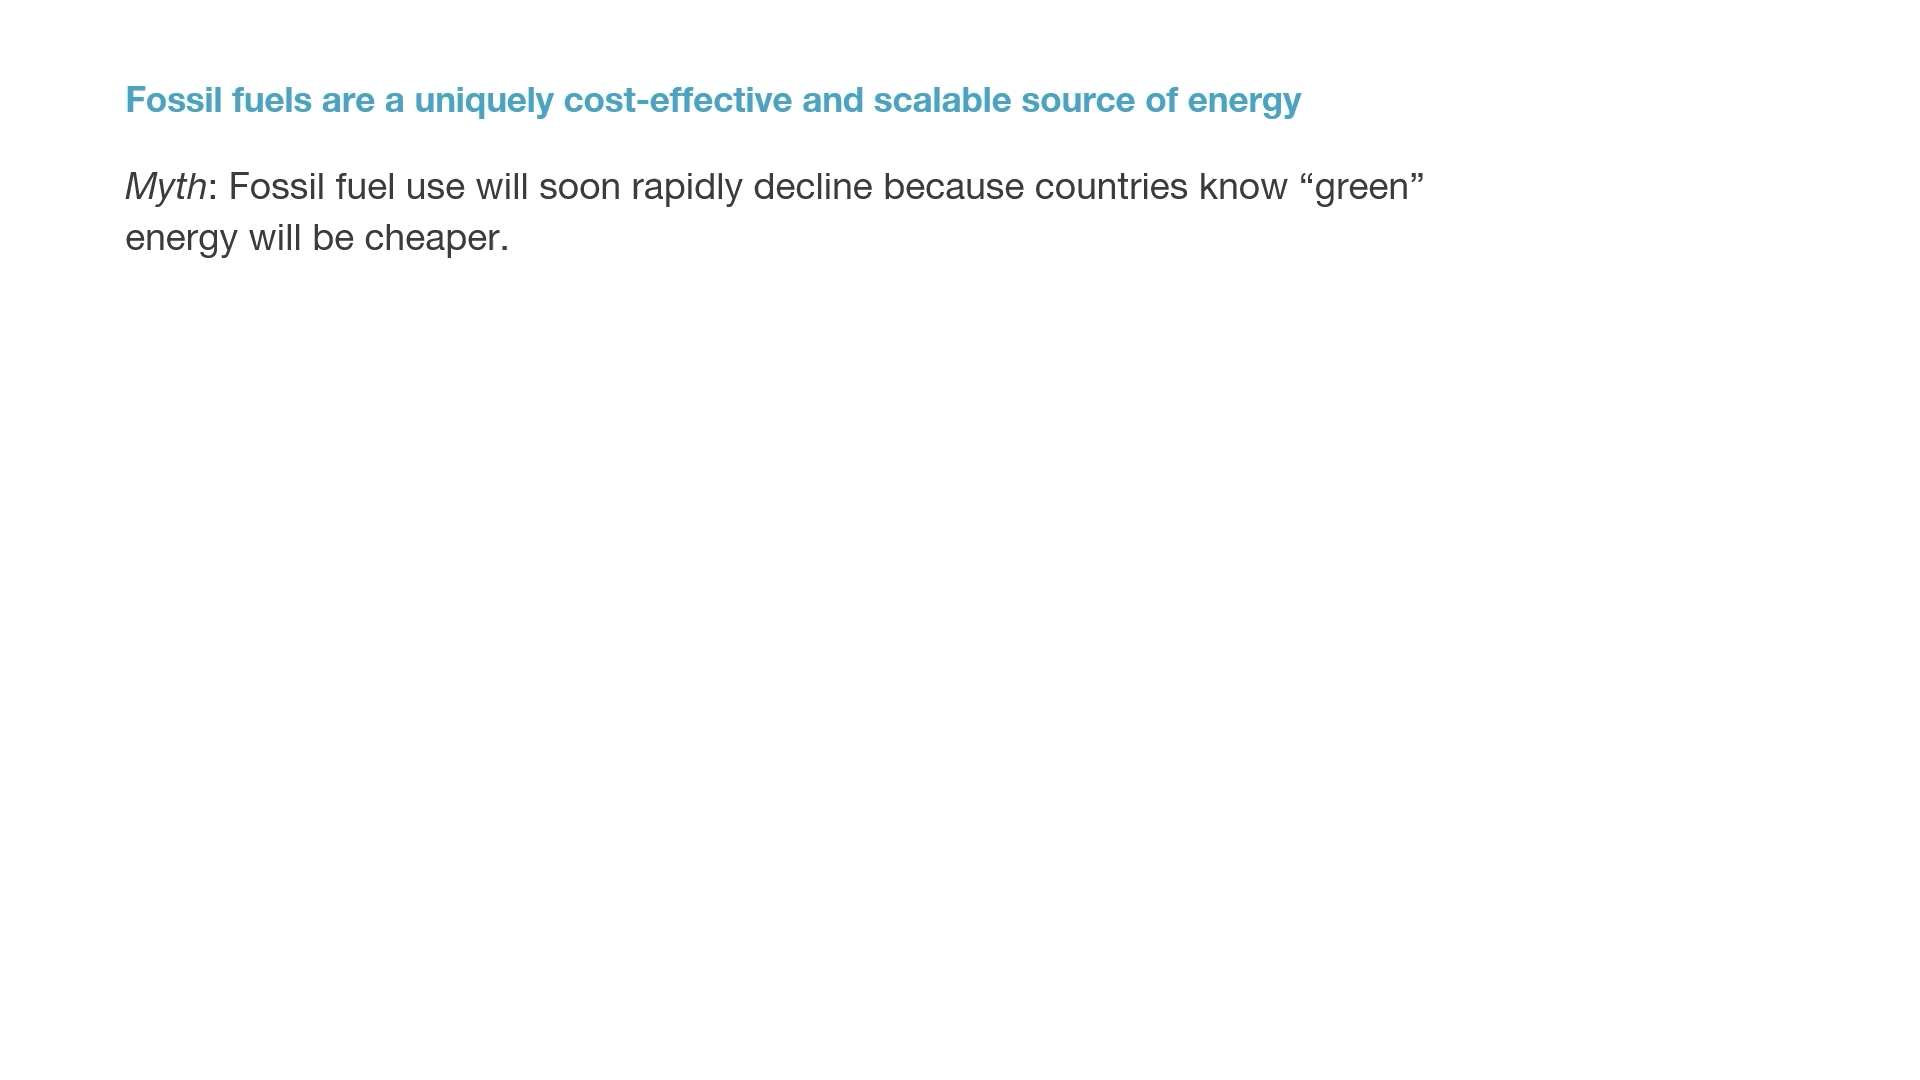 Fossil fuels are a uniquely cost-effective and scalable source of energy
Myth: Fossil fuel use will soon rapidly decline because countries know “green”
energy will be cheaper.